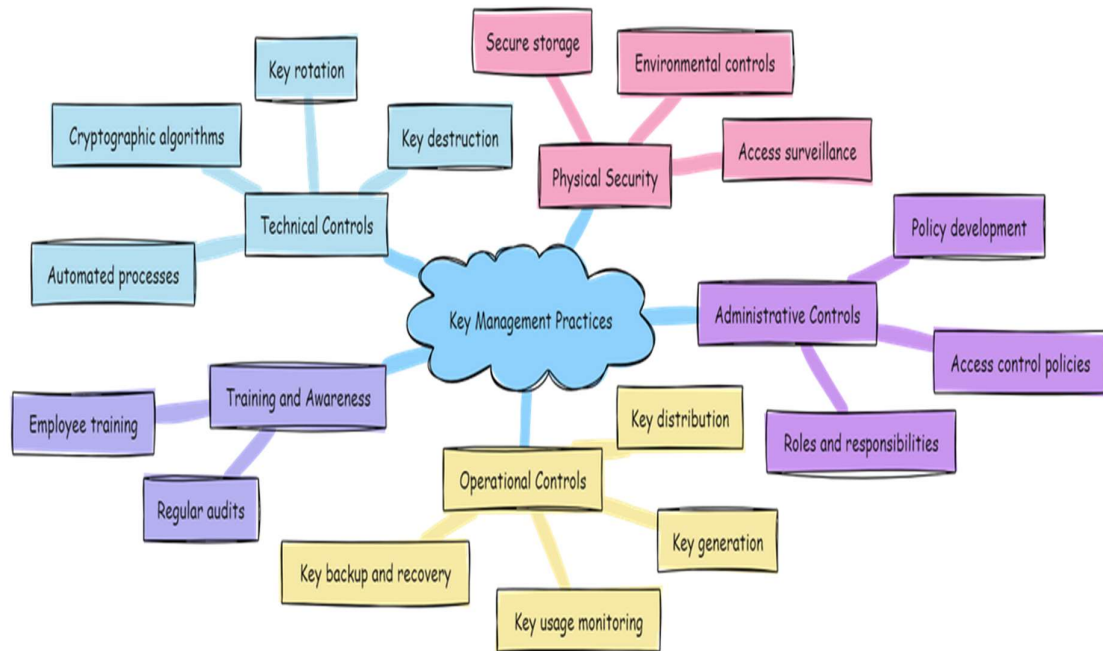 Secure storage
Environmental controls
Key rotation
Cryptographic algorithms
Key destruction
Access surveillance
Physical Security
Technical Controls
Policy development
Automated processes
Key Management Practices
Administrative Controls
Access control policies
Training and Awareness
Employee training
Key distribution
Roles and responsibilities
Operational Controls
Regular audits
Key generation
Key backup and recovery
Key usage monitoring